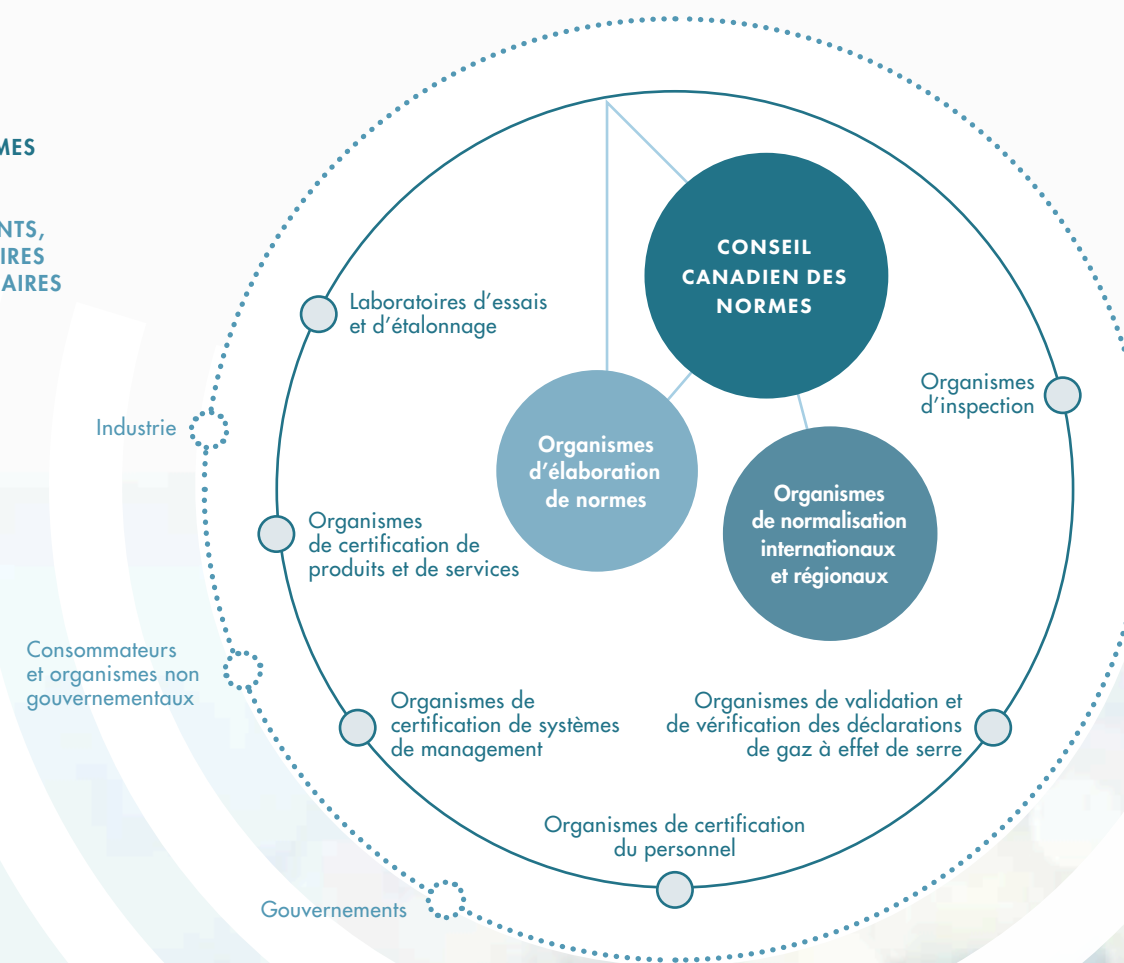 MES
NTS,
IRES
AIRES
CONSEIL
CANADIEN DES
NORMES
Laboratoires d’essais
et d’étalonnage
Organismes
d’inspection
Industrie
Organismes
d’élaboration
de normes
Organismes
de normalisation
internationaux
et régionaux
Organismes
de certification de
produits et de services
Consommateurs
et organismes non
gouvernementaux
Organismes de
certification de systèmes
de management
Organismes de validation et
de vérification des déclarations
de gaz à effet de serre
Organismes de certification
du personnel
Gouvernements